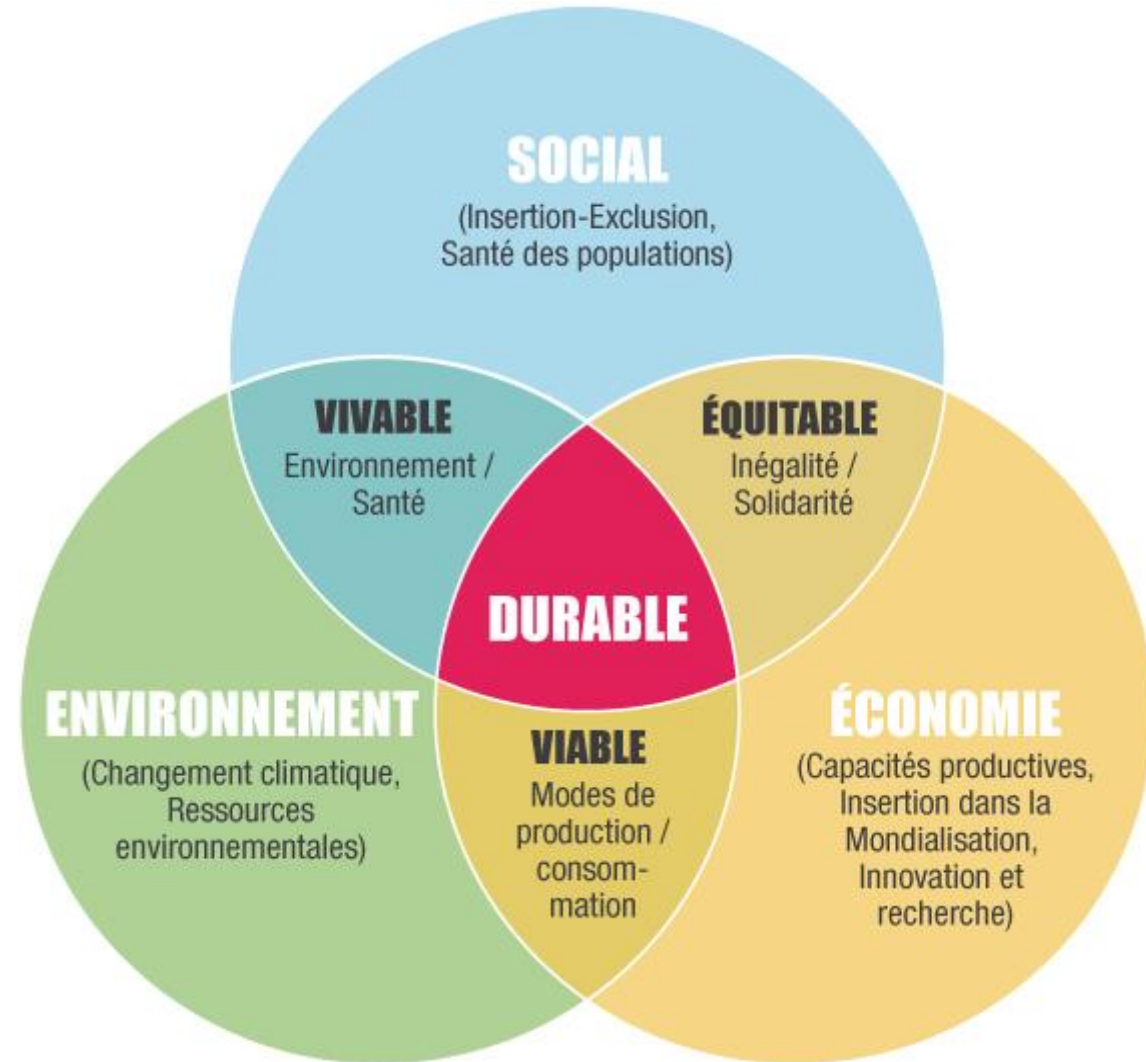 SOCIAL
(Insertion-Exclusion,
Santé des populations)
VIVABLE
Environnement /
Santé
ÉQUITABLE
Inégalité /
Solidarité
DURABLE
ENVIRONNEMENT
(Changement climatique,
Ressources
environnementales)
VIABLE
Modes de
production /
consom-
mation
ÉCONOMIE
(Capacités productives,
Insertion dans la
Mondialisation,
Innovation et
recherche)